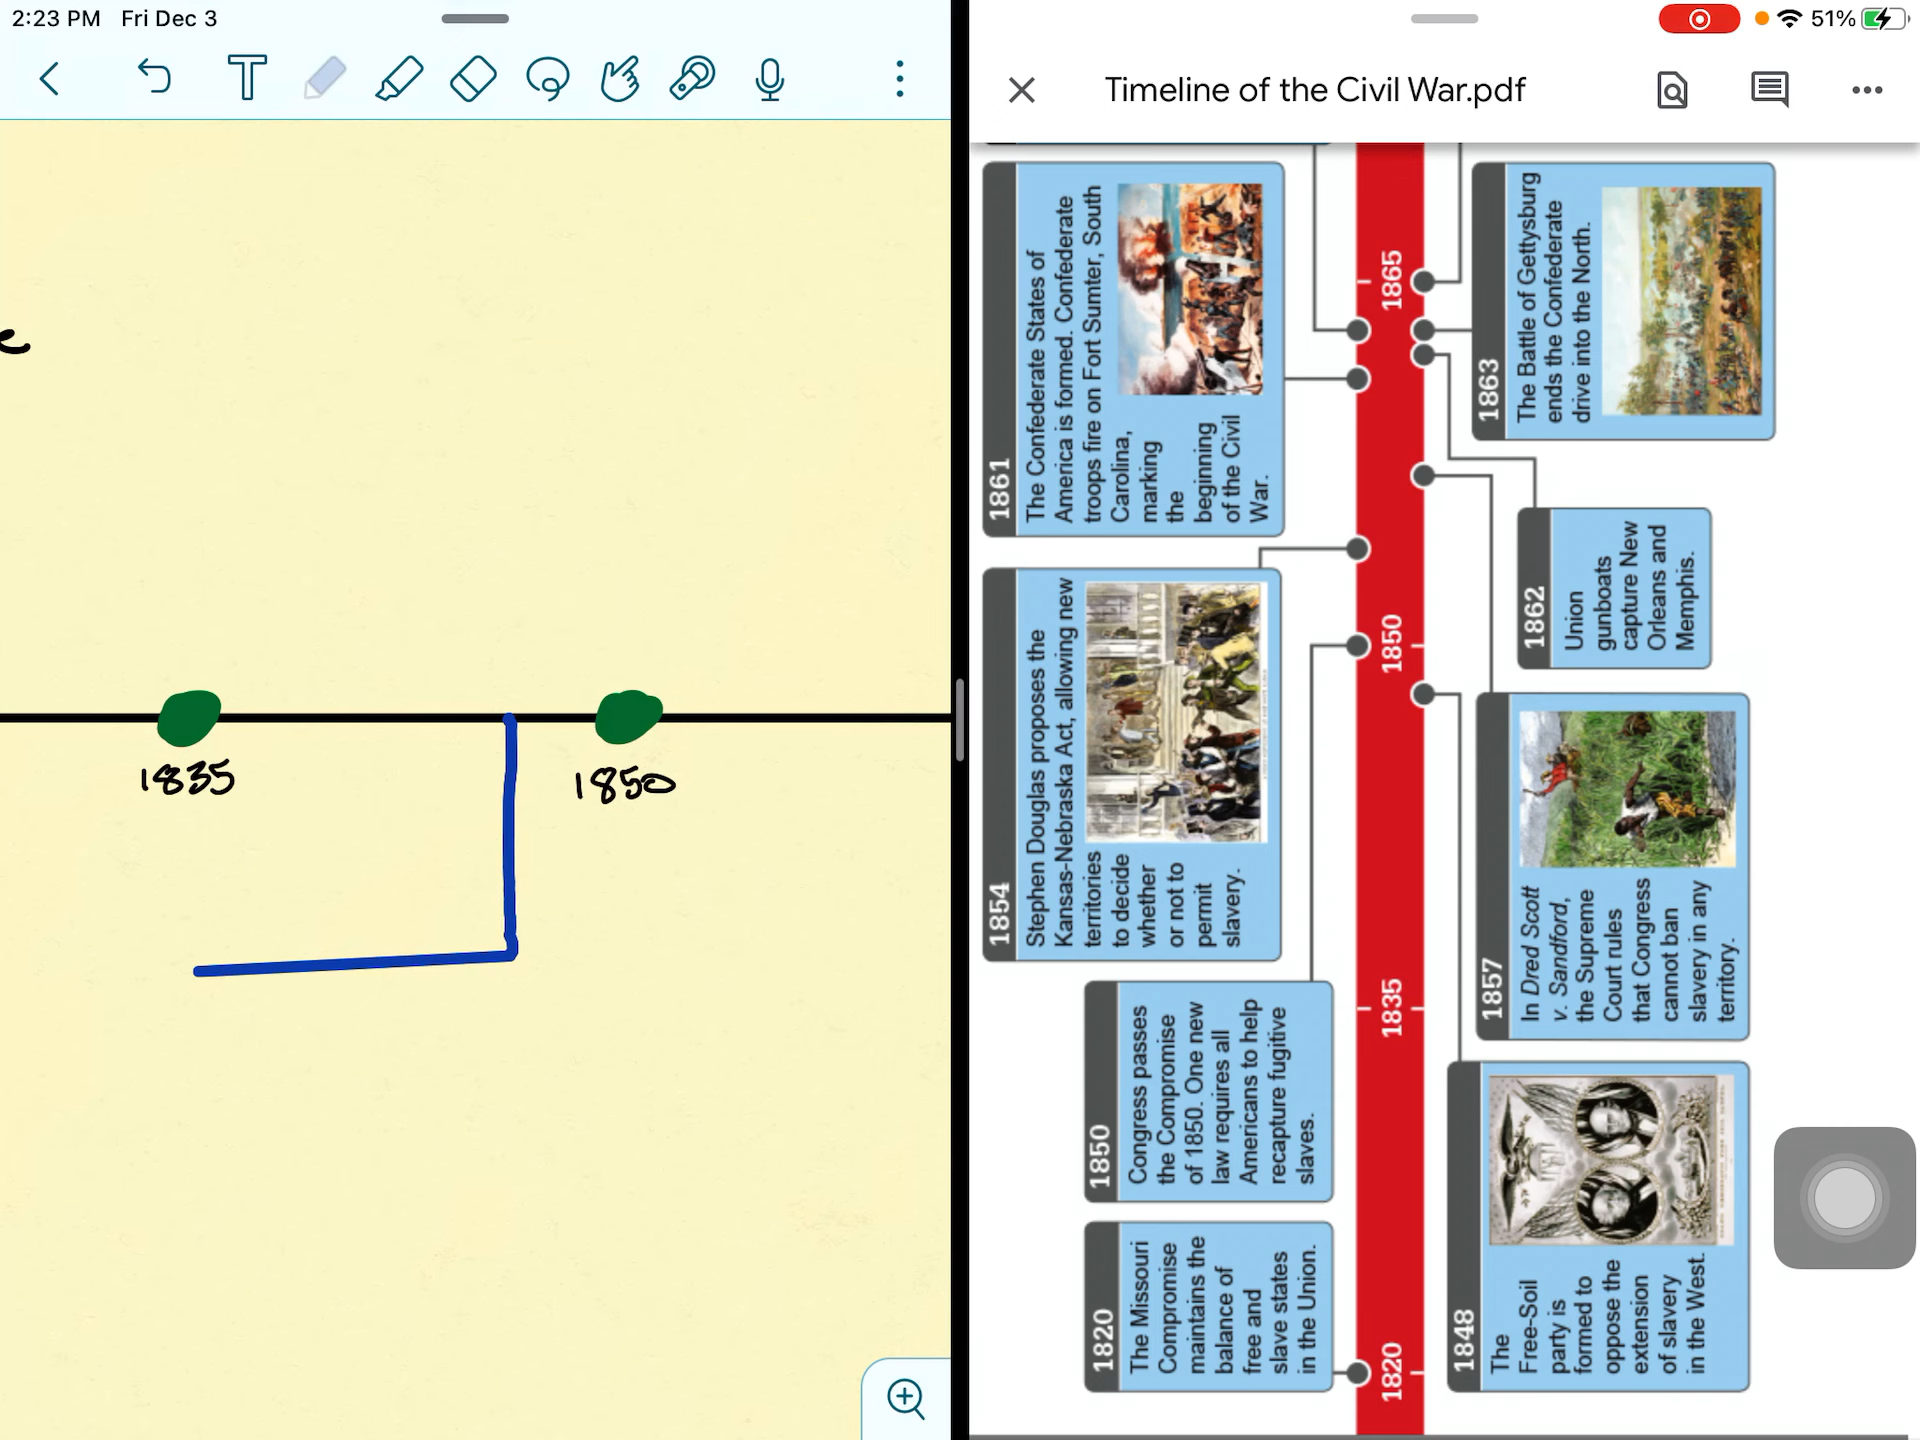 2:23 PM Fri Dec 3
51%
Timeline of the Civil War.pdf
1835
1850
1820
The Missouri
Compromise
maintains the
balance of
free and
slave states
in the Union.
1850
Congress passes
the Compromise
of 1850. One new
law requires all
Americans to help
recapture fugitive
slaves.
1854
Stephen Douglas proposes the
Kansas-Nebraska Act, allowing new
territories
to decide
whether
or not to
permit
slavery.
1861
The Confederate States of
America is formed. Confederate
troops fire on Fort Sumter, South
Carolina,
marking
the
beginning
of the Civil
War.
1820 1835 1850 1865
1848
The
Free-Soil
party is
formed to
oppose the
extension
of slavery
in the West.
1857
In Dred Scott
v. Sandford,
the Supreme
Court rules
that Congress
cannot ban
slavery in any
territory.
1862
Union
gunboats
capture New
Orleans and
Memphis.
1863
The Battle of Gettysburg
ends the Confederate
drive into the North.